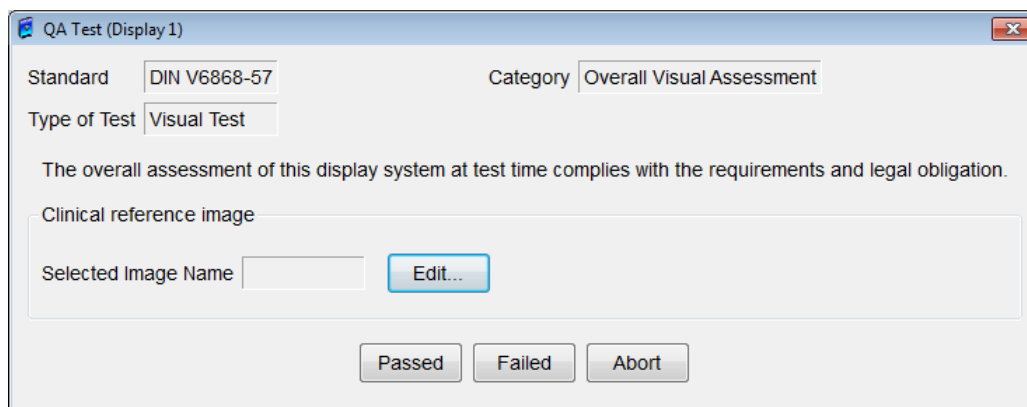 QA Test (Display 1)
Standard DIN V6868-57 Category Overall Visual Assessment
Type of Test Visual Test
The overall assessment of this display system at test time complies with the requirements and legal obligation.
Clinical reference image
Selected Image Name Edit...
Passed Failed Abort